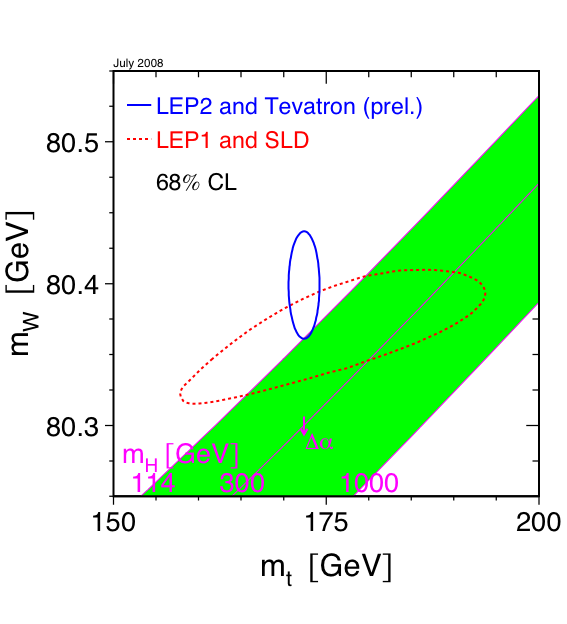 July 2008
LEP2 and Tevatron (prel.)
LEP1 and SLD
68% CL
80.5
80.4
80.3
m_W [GeV]
Δα
m_H [GeV]
114 300 1000
150 175 200
m_t [GeV]